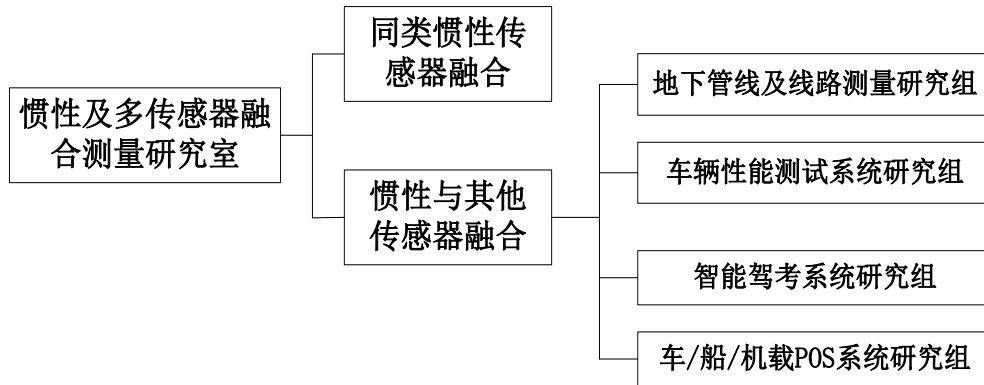 惯性及多传感器融
合测量研究室
同类惯性传
感器融合
惯性与其他
传感器融合
地下管线及线路测量研究组
车辆性能测试系统研究组
智能驾考系统研究组
车/船/机载POS系统研究组